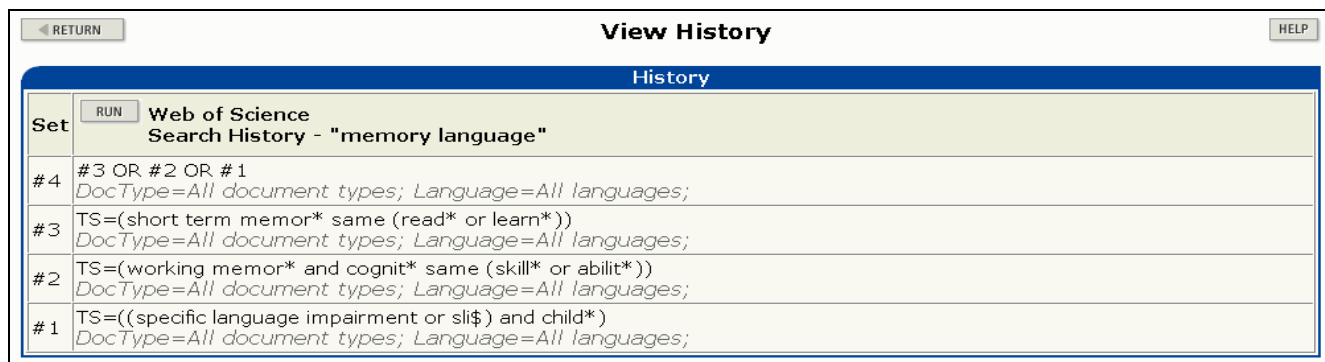 RETURN
View History
HELP
History
Set
RUN
Web of Science
Search History - "memory language"
#4
#3 OR #2 OR #1
DocType=All document types; Language=All languages;
#3
TS=(short term memor* same (read* or learn*))
DocType=All document types; Language=All languages;
#2
TS=(working memor* and cognit* same (skill* or abilit*))
DocType=All document types; Language=All languages;
#1
TS=((specific language impairment or sli$) and child*)
DocType=All document types; Language=All languages;